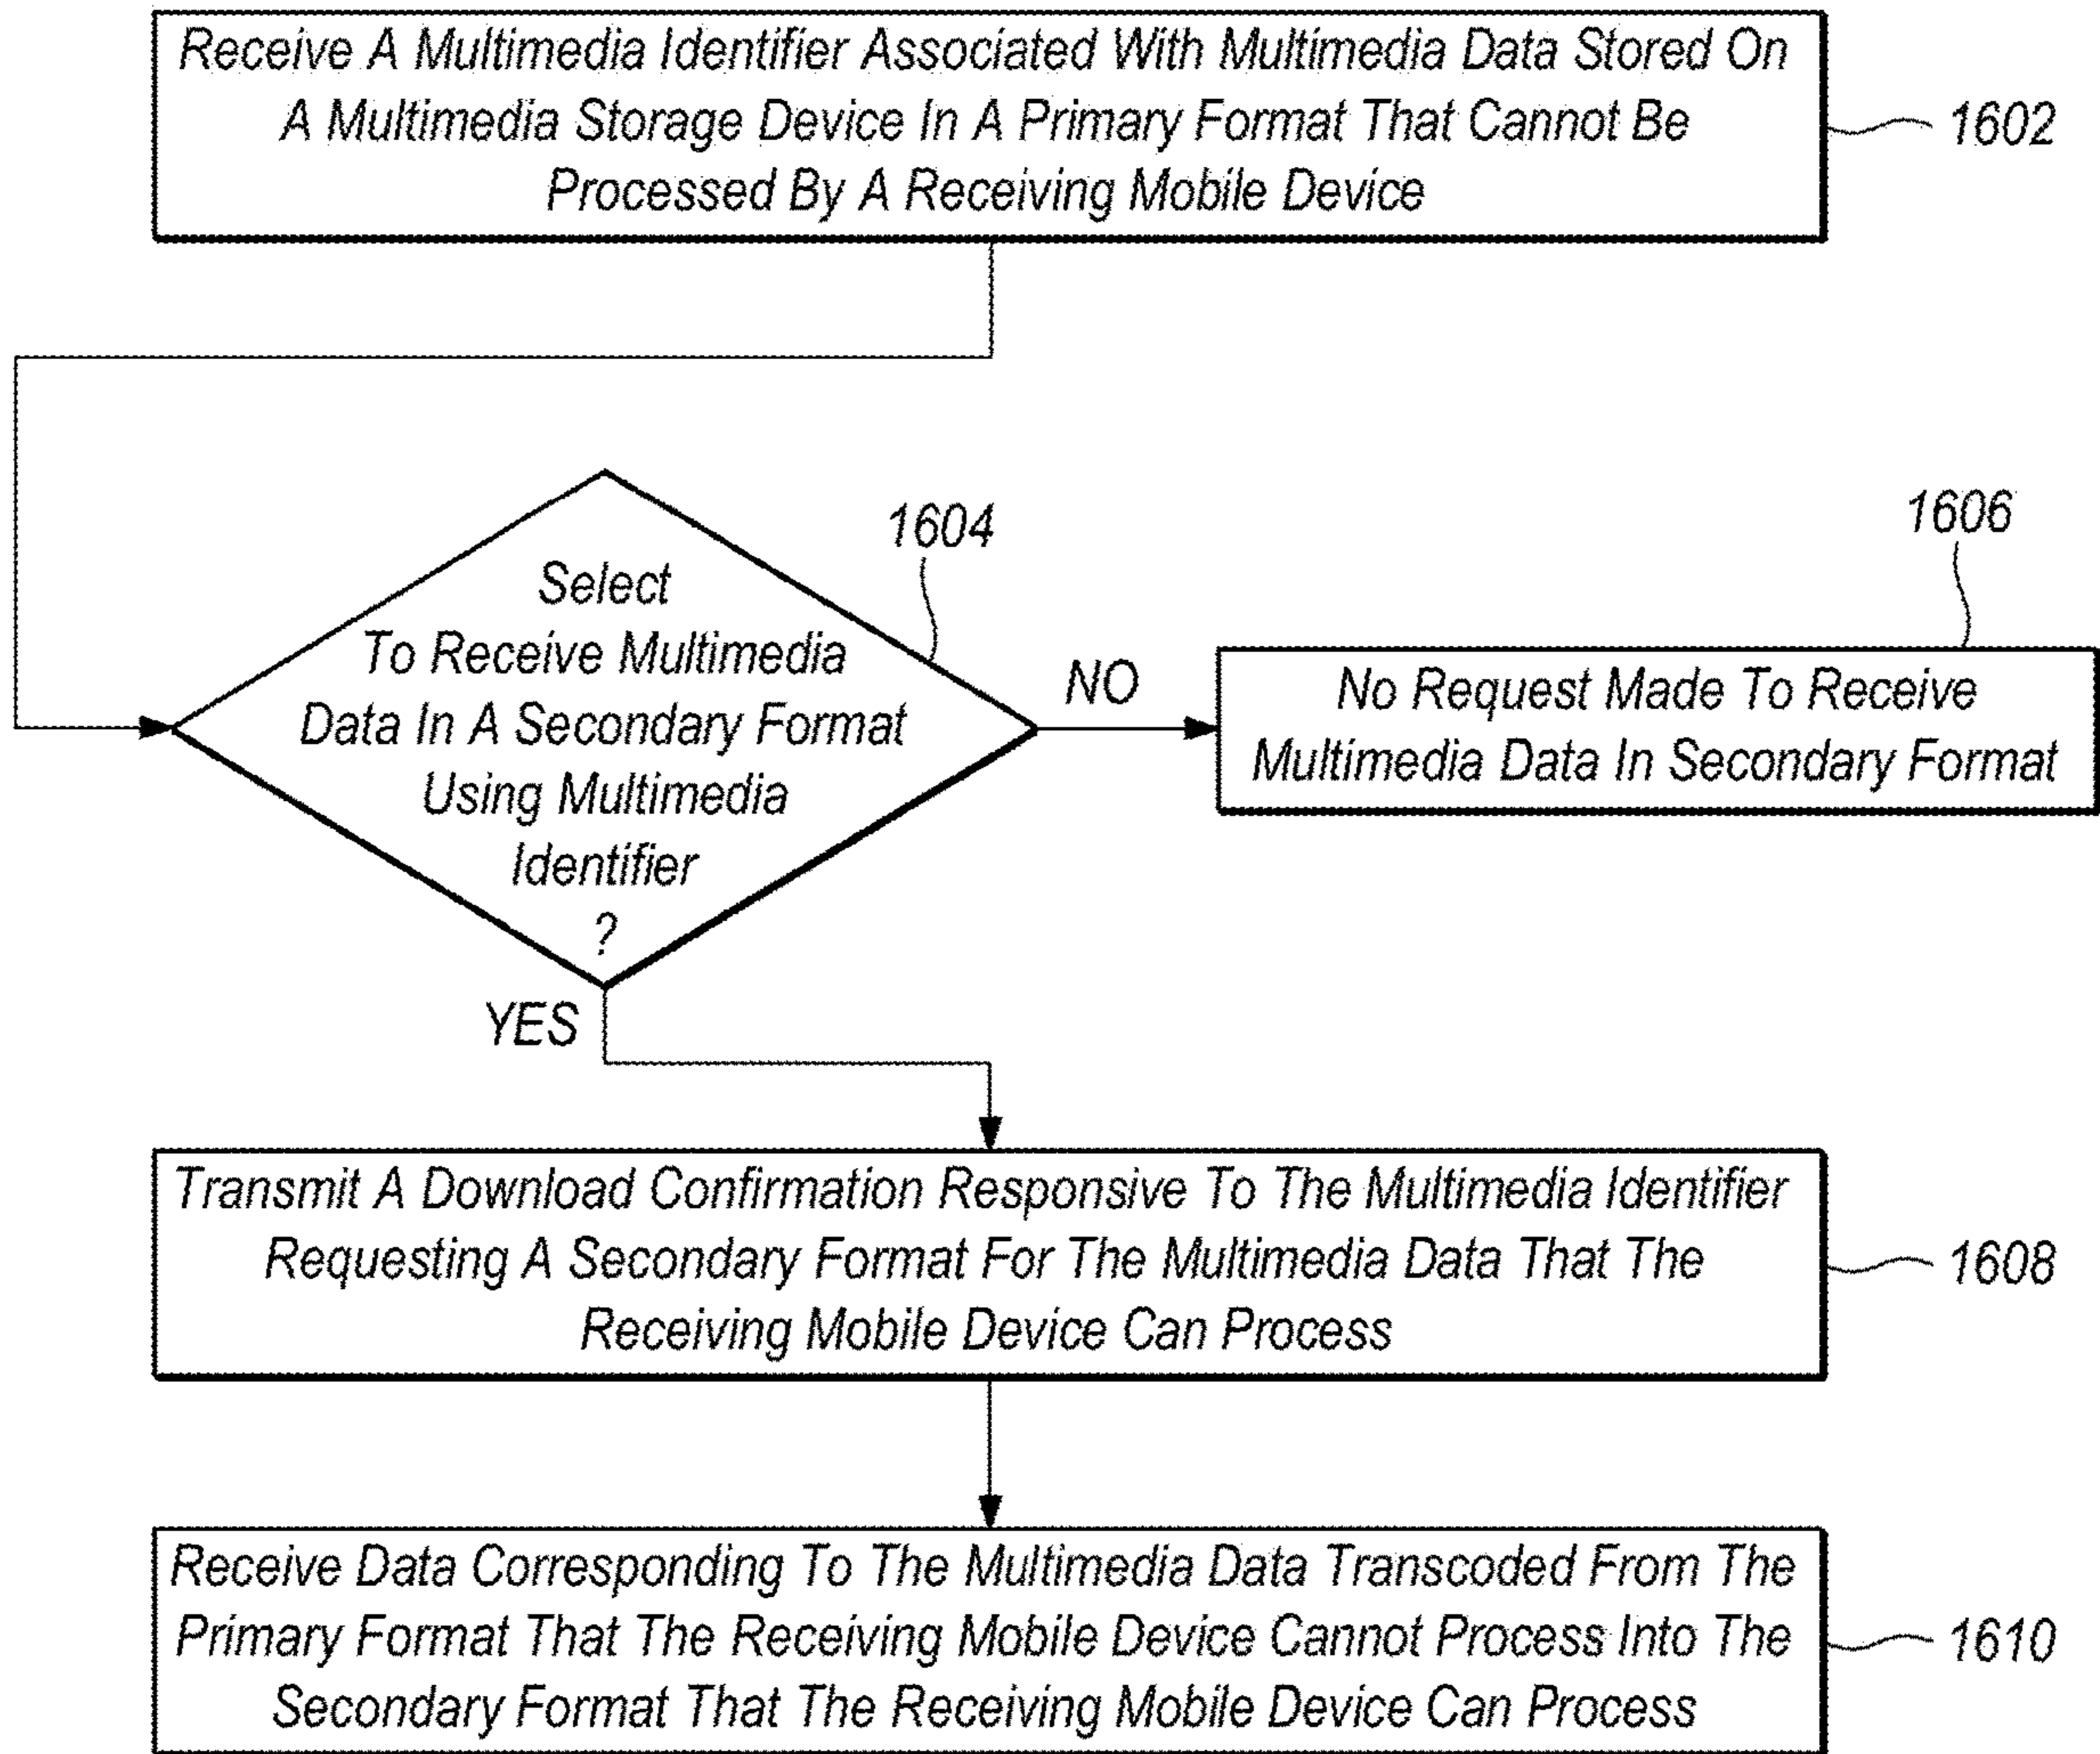 Receive A Multimedia Identifier Associated With Multimedia Data Stored On
A Multimedia Storage Device In A Primary Format That Cannot Be
Processed By A Receiving Mobile Device
1602
1604
Select
To Receive Multimedia
Data In A Secondary Format
Using Multimedia
Identifier
?
NO
1606
No Request Made To Receive
Multimedia Data In Secondary Format
YES
Transmit A Download Confirmation Responsive To The Multimedia Identifier
Requesting A Secondary Format For The Multimedia Data That The
Receiving Mobile Device Can Process
1608
Receive Data Corresponding To The Multimedia Data Transcoded From The
Primary Format That The Receiving Mobile Device Cannot Process Into The
Secondary Format That The Receiving Mobile Device Can Process
1610